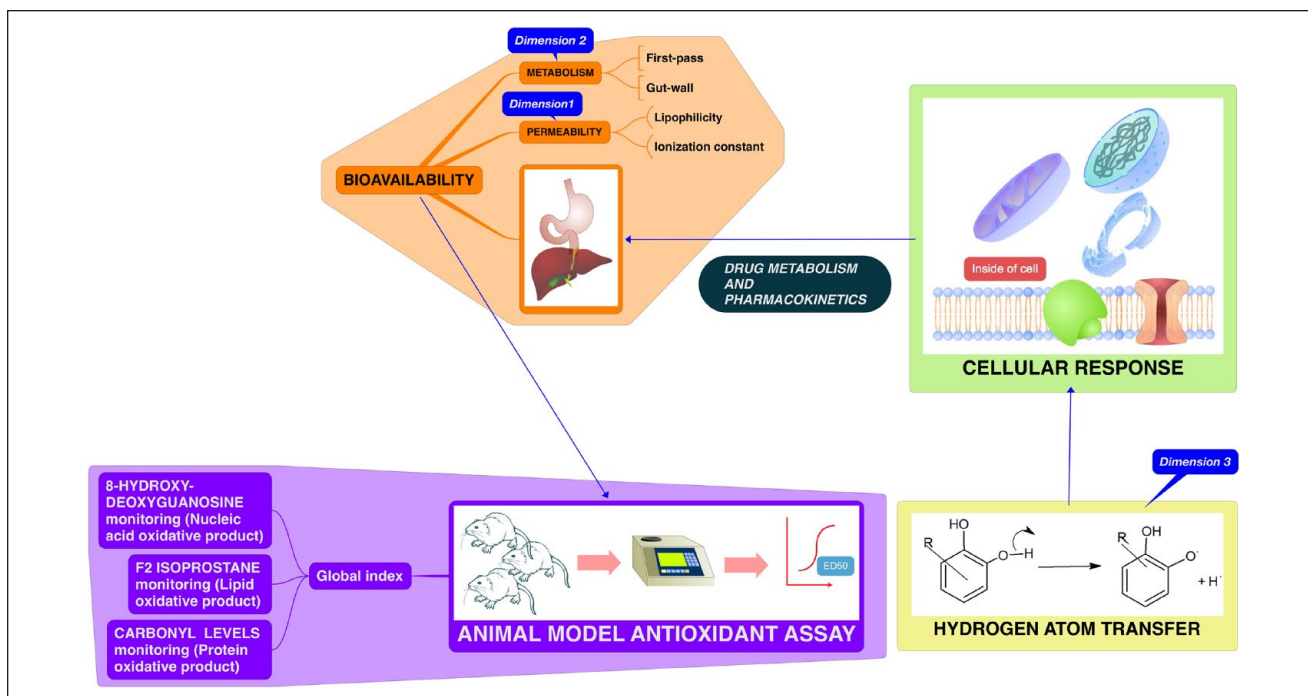 Dimension 2
METABOLISM
First-pass
Gut-wall
Dimension1
PERMEABILITY
Lipophilicity
Ionization constant
BIOAVAILABILITY
DRUG METABOLISM
AND
PHARMACOKINETICS
Inside of cell
CELLULAR RESPONSE
8-HYDROXY-
DEOXYGUANOSINE
monitoring (Nucleic
acid oxidative product)
F2 ISOPROSTANE
monitoring (Lipid
oxidative product)
CARBONYL LEVELS
monitoring (Protein
oxidative product)
Global index
ED50
ANIMAL MODEL ANTIOXIDANT ASSAY
Dimension 3
HO
R
O-H
OH
R
O·
+ H·
HYDROGEN ATOM TRANSFER